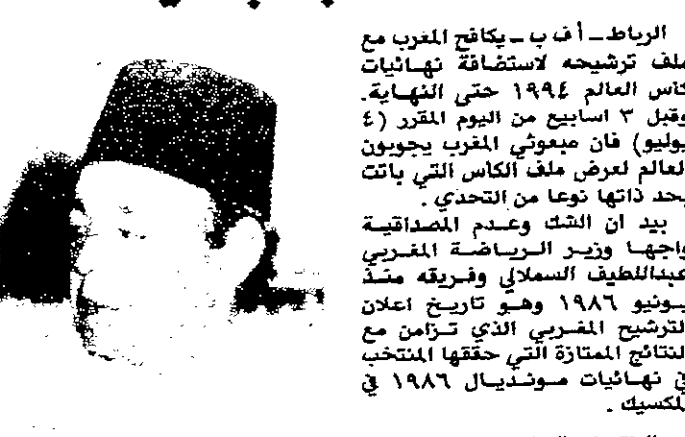 الرباط ـ أ ف ب ـ يكافح المغرب مع
ملف ترشيحه لاستضافة نهائيات
كأس العالم ١٩٩٤ حتى النهاية.
وقبل ٣ اسابيع من اليوم المقرر (٤
يوليو) فان مبعوثي المغرب يجوبون
العالم لعرض ملف الكاس التي باتت
بحد ذاتها نوعا من التحدي.
بيد ان الشك وعدم المصداقية
واجهها وزير الرياضة المغربي
عبداللطيف السملالي وفريقه منذ
يونيو ١٩٨٦ وهو تاريخ اعلان
الترشيح المغربي الذي تزامن مع
النتائج الممتازة التي حققها المنتخب
في نهائيات مونديال ١٩٨٦ في
المكسيك.